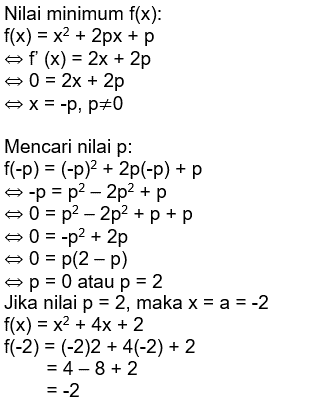 Nilai minimum f(x):
f(x) = x² + 2px + p
⇔ f' (x) = 2x + 2p
⇔ 0 = 2x + 2p
⇔ x = -p, p≠0
Mencari nilai p:
f(-p) = (-p)² + 2p(-p) + p
⇔ -p = p² – 2p² + p
⇔ 0 = p² – 2p² + p + p
⇔ 0 = -p² + 2p
⇔ 0 = p(2 – p)
⇔ p = 0 atau p = 2
Jika nilai p = 2, maka x = a = -2
f(x) = x² + 4x + 2
f(-2) = (-2)2 + 4(-2) + 2
= 4 – 8 + 2
= -2